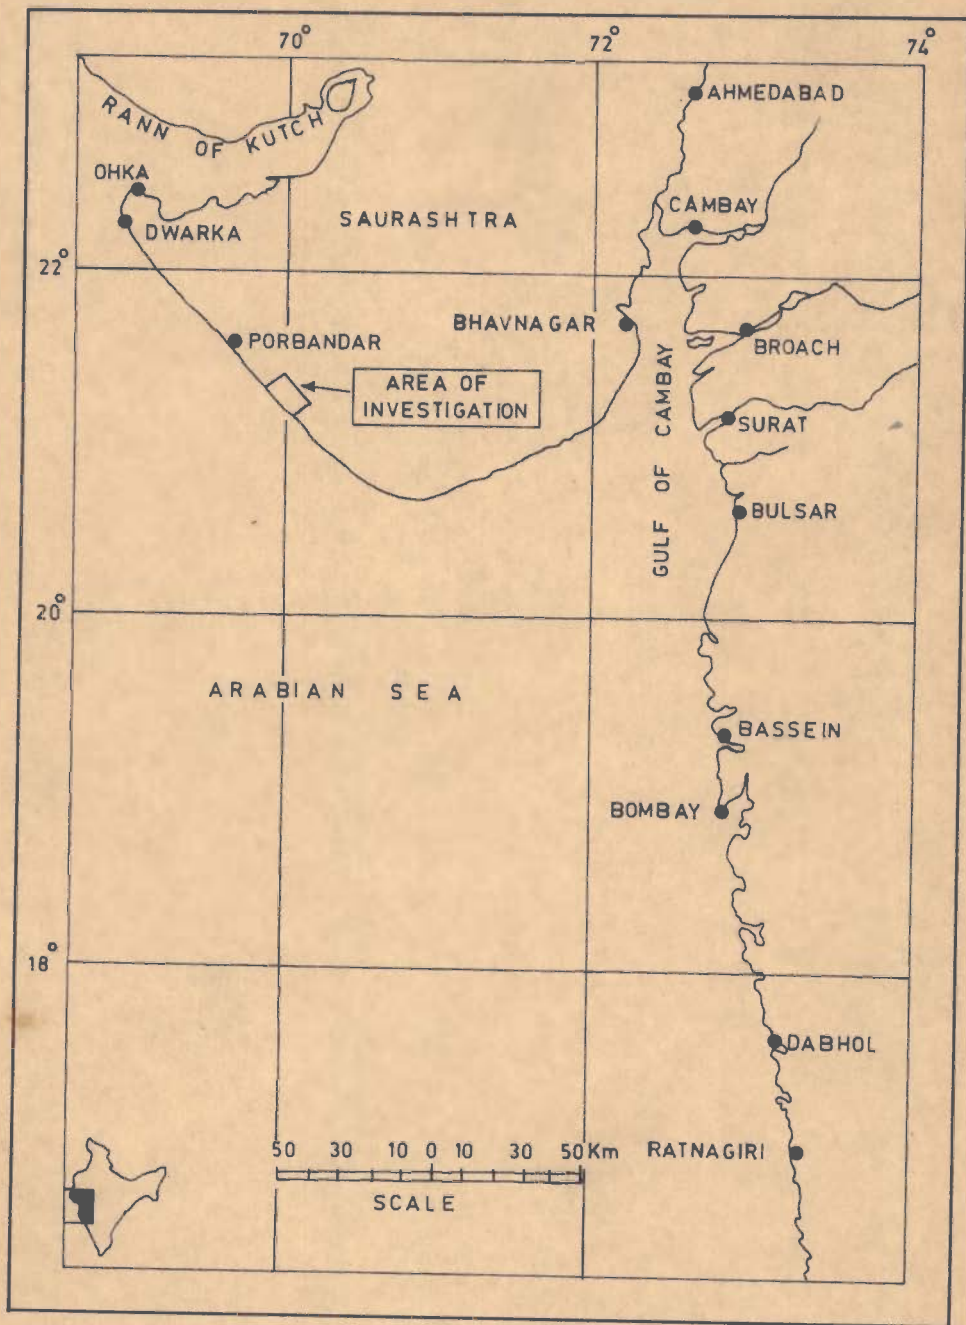 70°
72°
74°
AHMEDABAD
RANN OF KUTCH
OHKA
CAMBAY
SAURASHTRA
DWARKA
22°
BHAVNAGAR
PORBANDAR
BROACH
AREA OF
INVESTIGATION
GULF OF CAMBAY
SURAT
BULSAR
20°
ARABIAN SEA
BASSEIN
BOMBAY
18°
DABHOL
50 30 10 0 10 30 50 Km
RATNAGIRI
SCALE